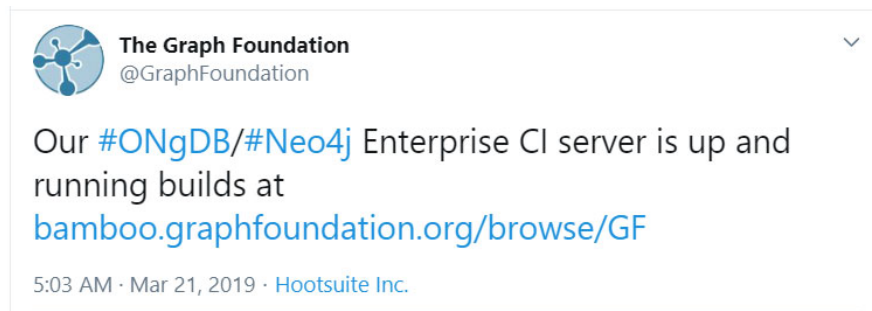 The Graph Foundation
@GraphFoundation
Our #ONgDB/#Neo4j Enterprise CI server is up and
running builds at
bamboo.graphfoundation.org/browse/GF
5:03 AM · Mar 21, 2019 · Hootsuite Inc.